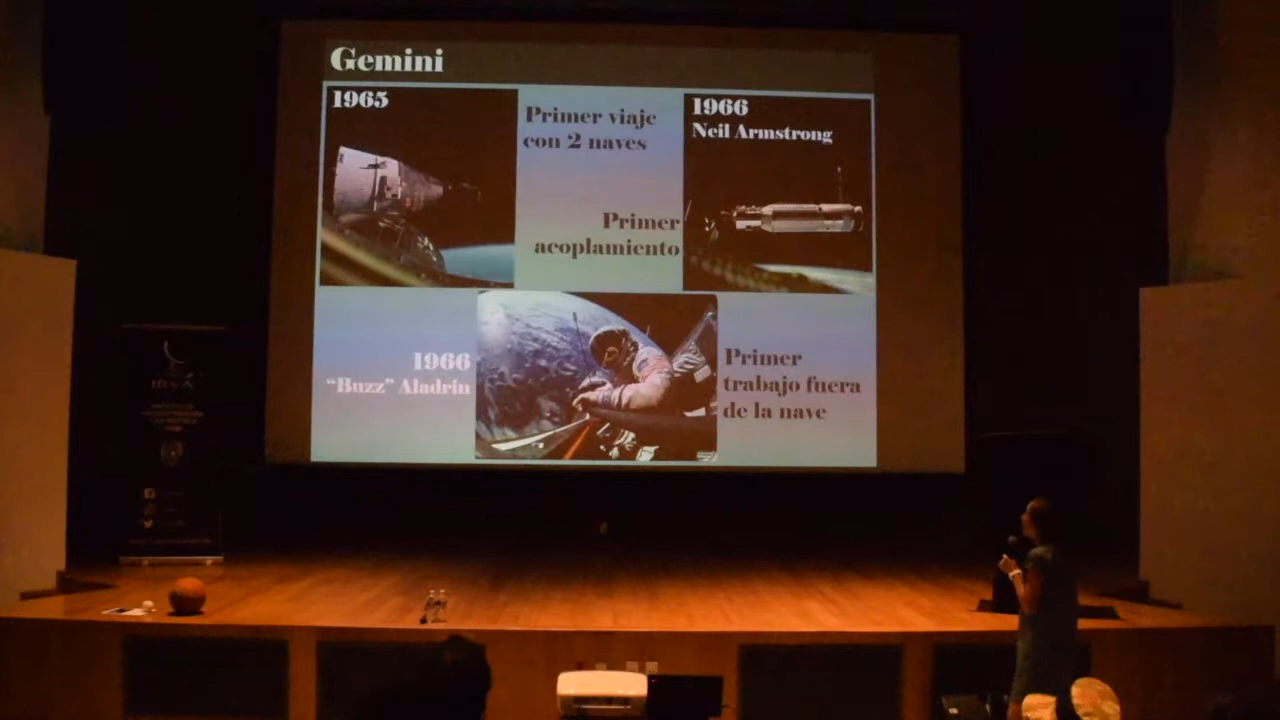 Gemini
1965
Primer viaje
con 2 naves
1966
Neil Armstrong
Primer
acoplamiento
1966
“Buzz” Aladrin
Primer
trabajo fuera
de la nave